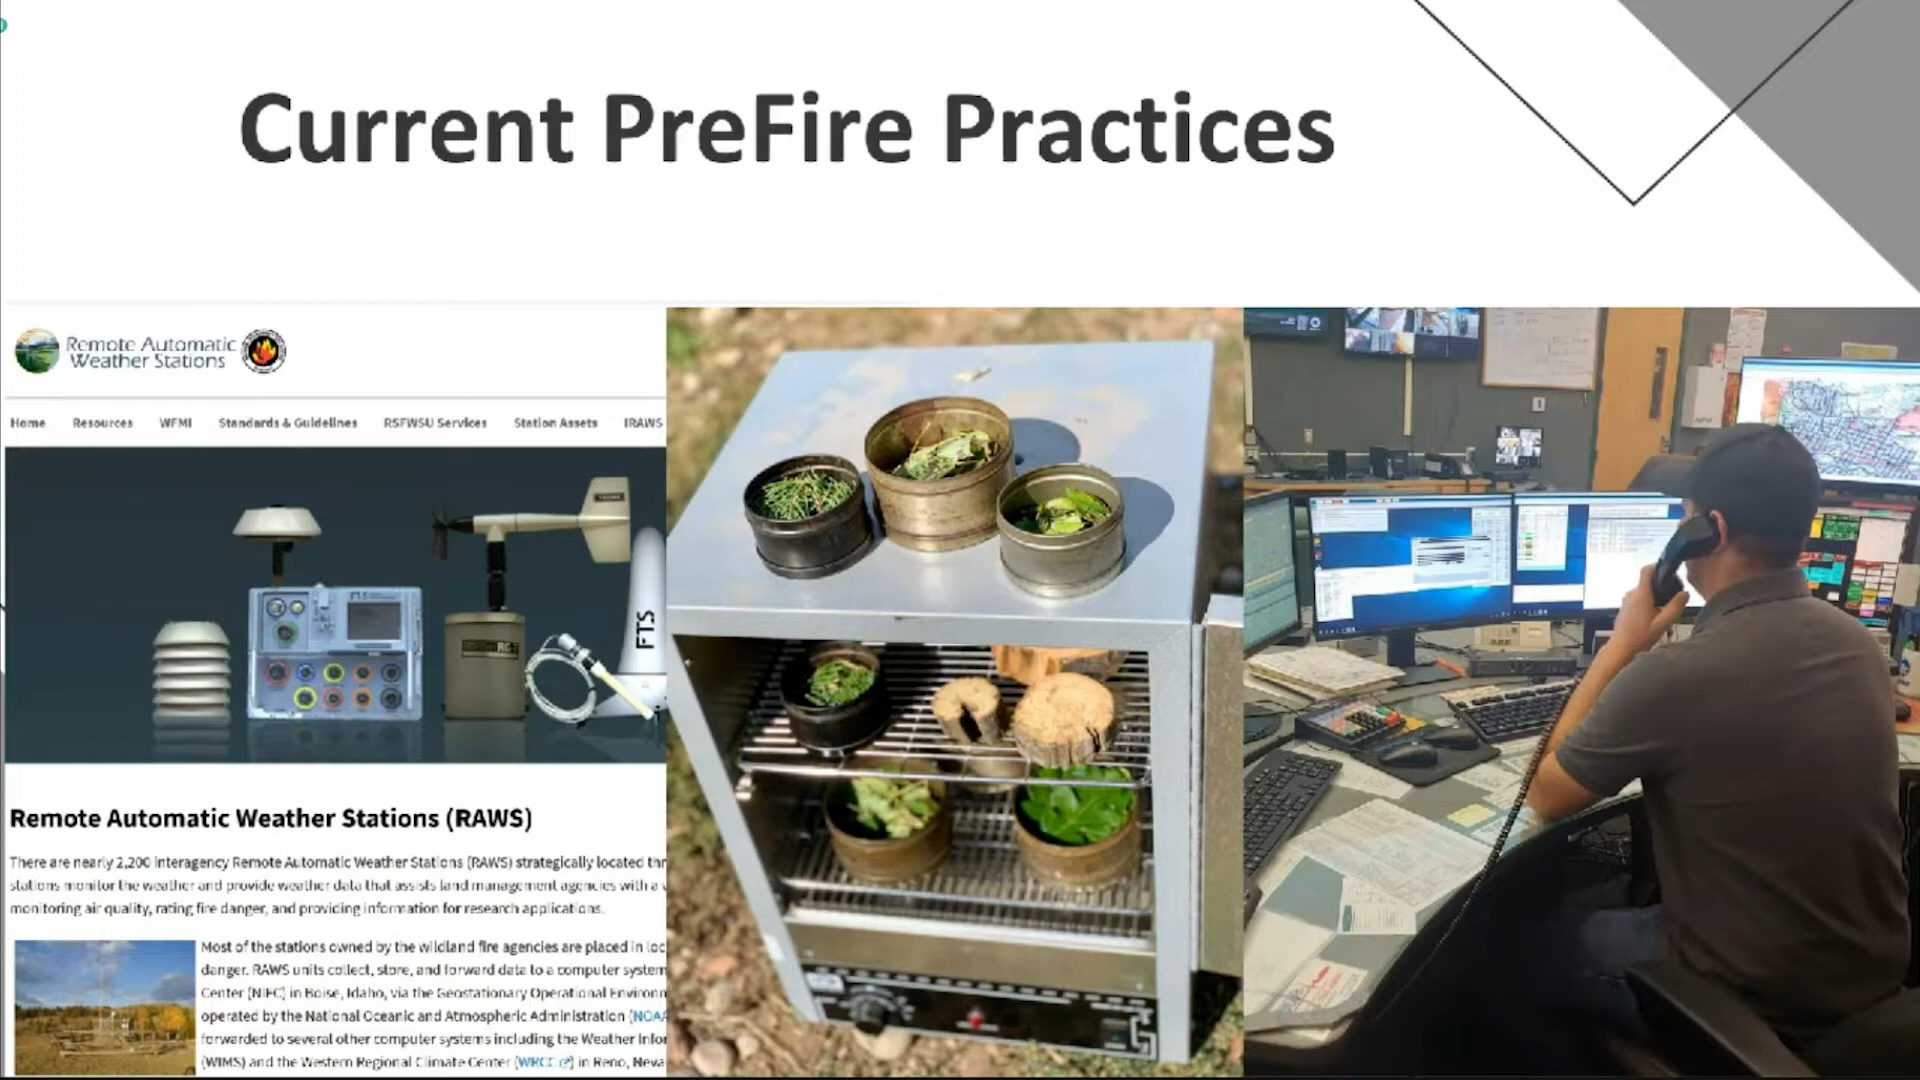 Current PreFire Practices
Remote Automatic
Weather Stations
Home Resources WFMI Standards & Guidelines RSFWSU Services Station Assets IRAWS
FTS
Remote Automatic Weather Stations (RAWS)
There are nearly 2,200 interagency Remote Automatic Weather Stations (RAWS) strategically located
stations monitor the weather and provide weather data that assists land management agencies with a
monitoring air quality, rating fire danger, and providing information for research applications.
Most of the stations owned by the wildland fire agencies are placed in
danger. RAWS units collect, store, and forward data to a computer system
Center (NIFC) in Boise, Idaho, via the Geostationary Operational
operated by the National Oceanic and Atmospheric Administration (NOAA
forwarded to several other computer systems including the Weather
(WIMS) and the Western Regional Climate Center (WRCC) in Reno,